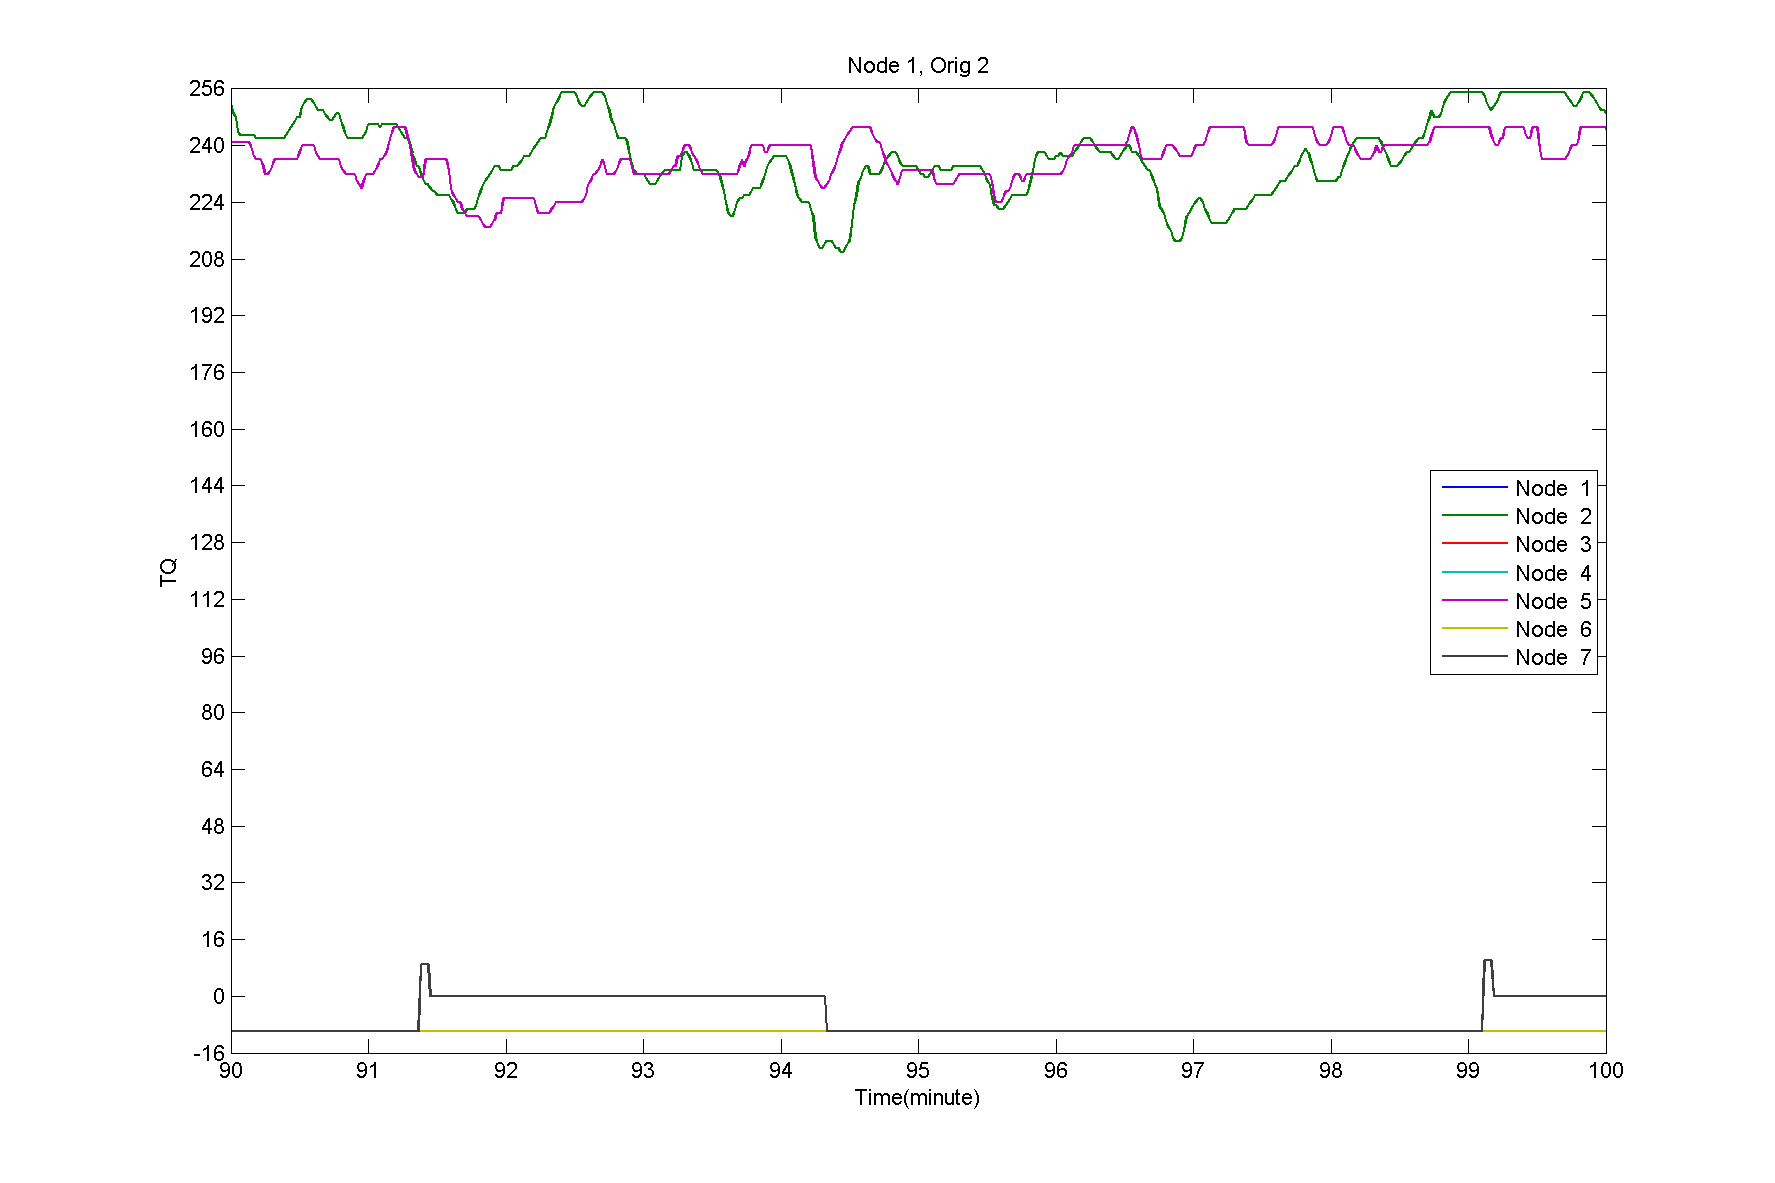 Node 1, Orig 2
256
240
224
208
192
176
160
144
128
112
96
80
64
48
32
16
0
-16
TQ
Node 1
Node 2
Node 3
Node 4
Node 5
Node 6
Node 7
90 91 92 93 94 95 96 97 98 99 100
Time(minute)